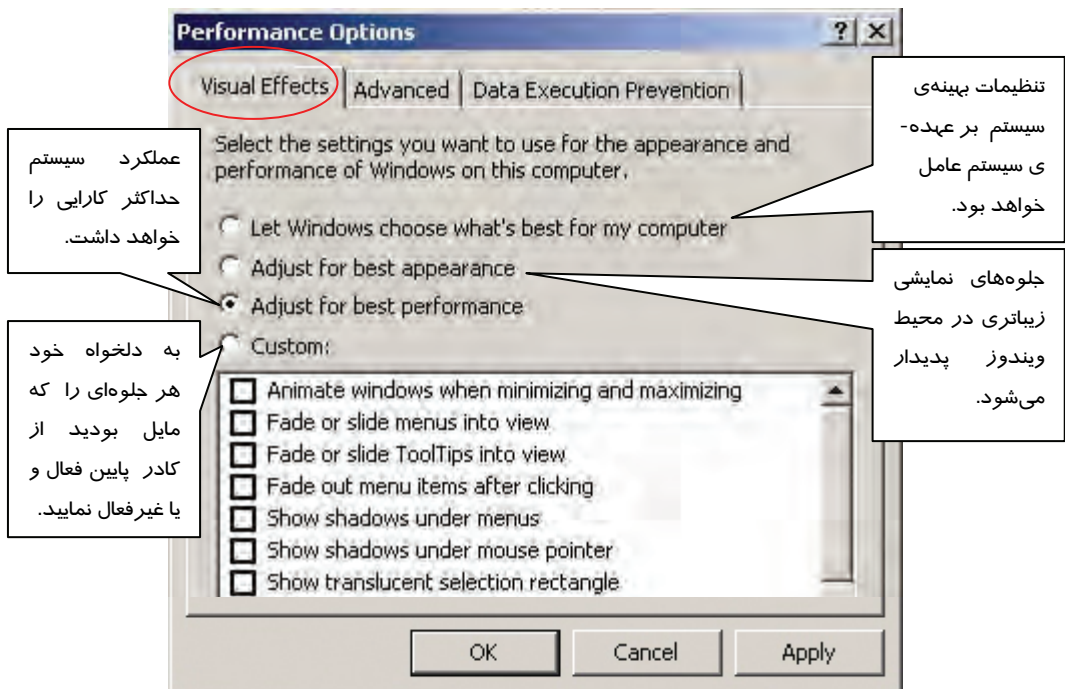 Performance Options
Visual Effects
Advanced
Data Execution Prevention
Select the settings you want to use for the appearance and
performance of Windows on this computer.
Let Windows choose what's best for my computer
Adjust for best appearance
Adjust for best performance
Custom:
Animate windows when minimizing and maximizing
Fade or slide menus into view
Fade or slide ToolTips into view
Fade out menu items after clicking
Show shadows under menus
Show shadows under mouse pointer
Show translucent selection rectangle
OK
Cancel
Apply
تنظیمات بهینه‌ی
سیستم بر عهده-
ی سیستم عامل
خواهد بود.
عملکرد سیستم
حداکثر کارایی را
خواهد داشت.
جلوه‌های نمایشی
زیباتری در محیط
ویندوز پدیدار
می‌شود.
به دلخواه خود
هر جلوه‌ای را که
مایل بودید از
کادر پایین فعال و
یا غیرفعال نمایید.